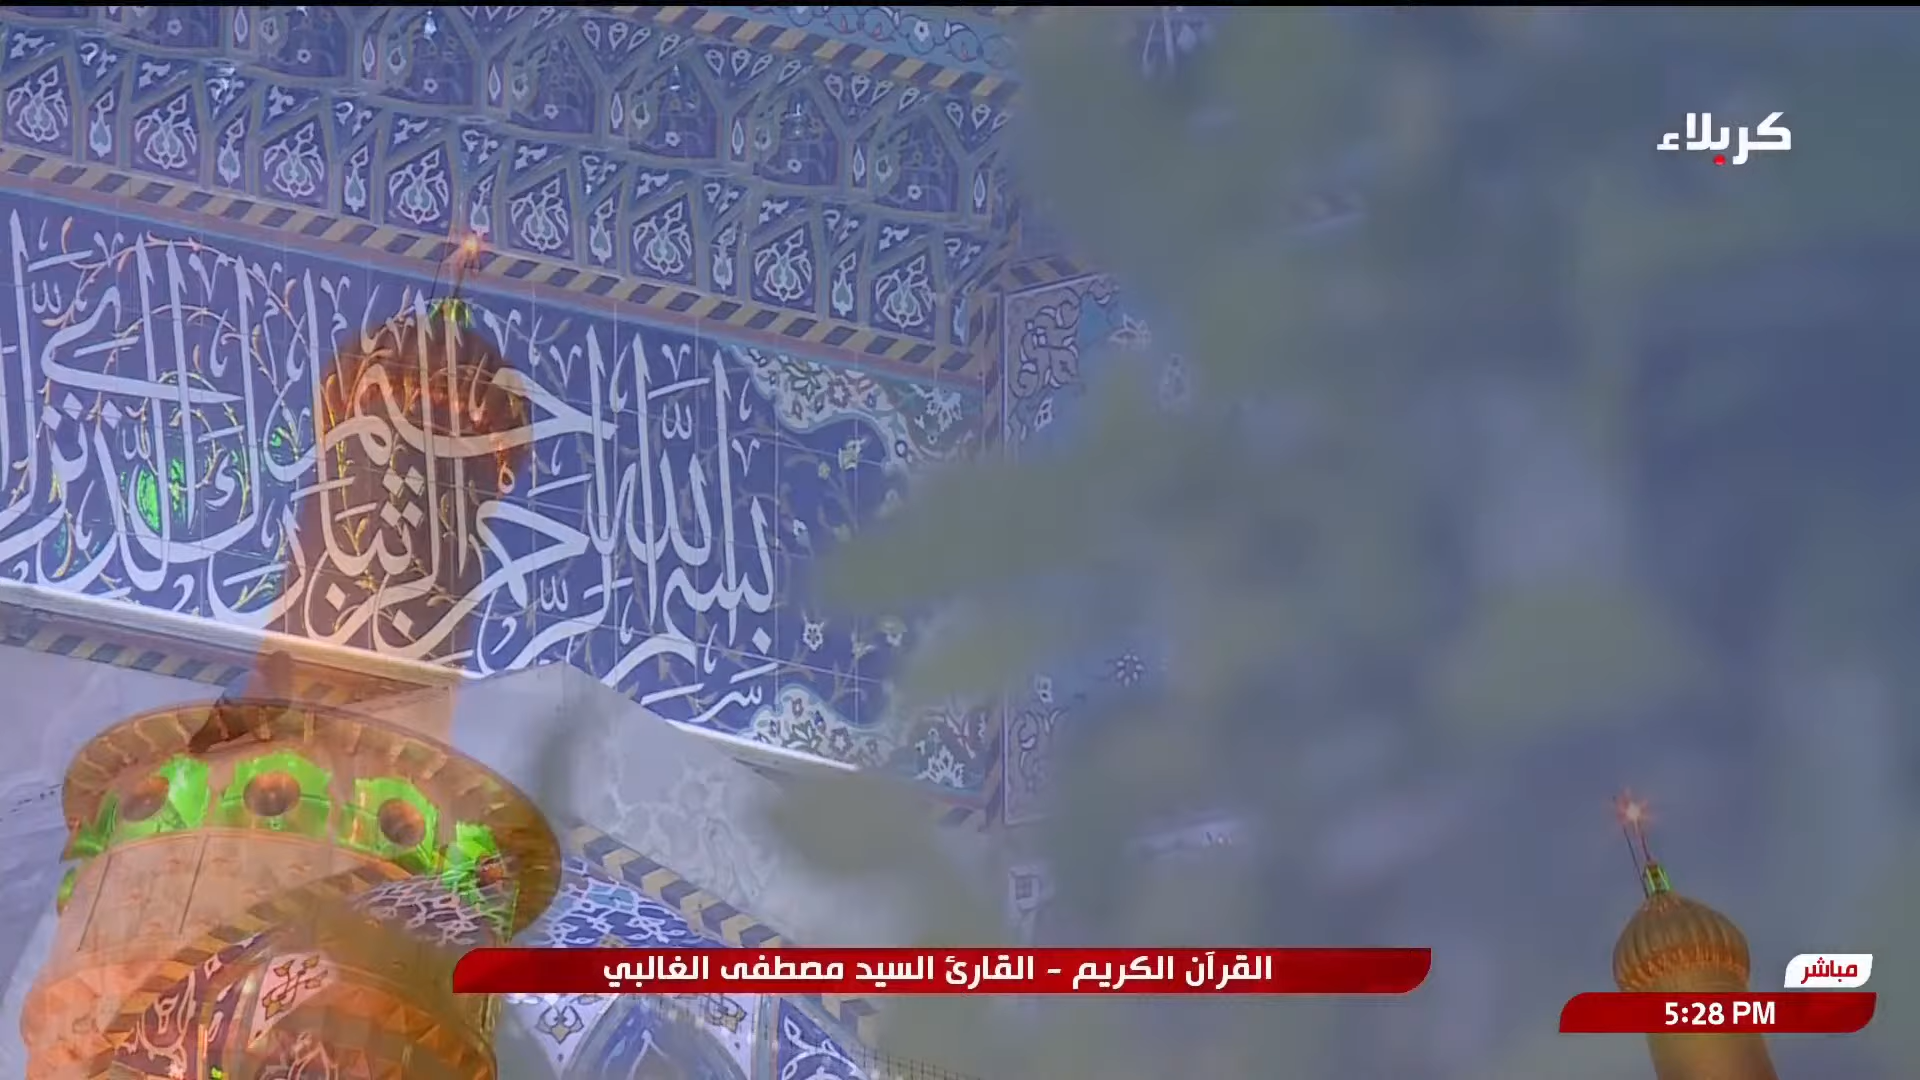 كربلاء
بسم الله الرحمن الرحيم تبارك الذي
القرآن الكريم - القارئ السيد مصطفى الغالبي
مباشر
5:28 PM